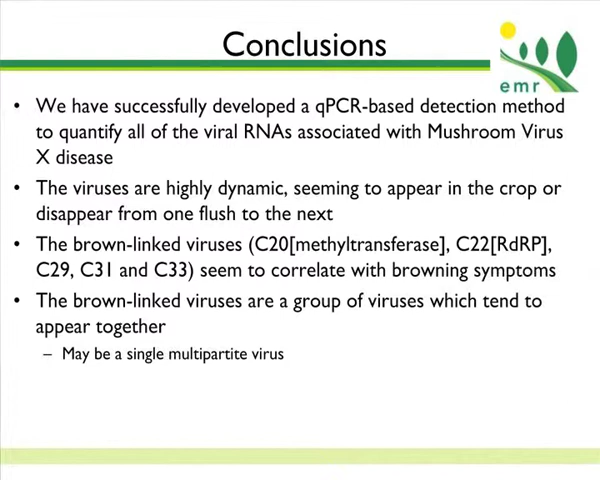 Conclusions
emr
• We have successfully developed a qPCR-based detection method
to quantify all of the viral RNAs associated with Mushroom Virus
X disease
• The viruses are highly dynamic, seeming to appear in the crop or
disappear from one flush to the next
• The brown-linked viruses (C20[methyltransferase], C22[RdRP],
C29, C31 and C33) seem to correlate with browning symptoms
• The brown-linked viruses are a group of viruses which tend to
appear together
– May be a single multipartite virus